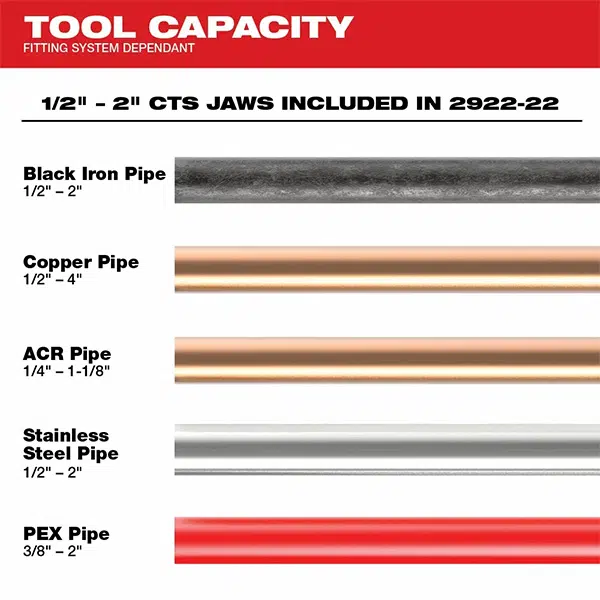 TOOL CAPACITY
FITTING SYSTEM DEPENDANT
1/2" – 2" CTS JAWS INCLUDED IN 2922-22
Black Iron Pipe
1/2" – 2"
Copper Pipe
1/2" – 4"
ACR Pipe
1/4" – 1-1/8"
Stainless
Steel Pipe
1/2" – 2"
PEX Pipe
3/8" – 2"